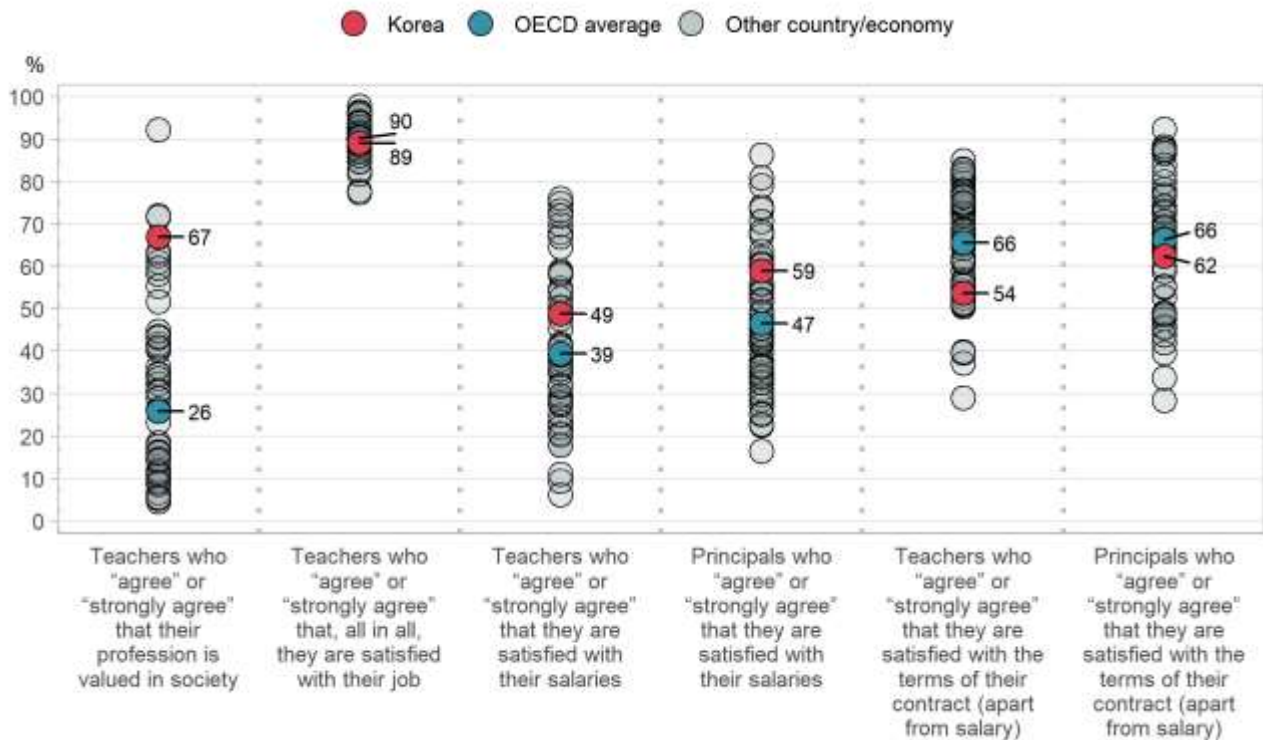 Korea OECD average Other country/economy
%
100
90
80
70
60
50
40
30
20
10
0
67
26
90
89
49
39
59
47
66
54
66
62
Teachers who
“agree” or
“strongly agree”
that their
profession is
valued in society
Teachers who
“agree” or
“strongly agree”
that, all in all,
they are satisfied
with their job
Teachers who
“agree” or
“strongly agree”
that they are
satisfied with
their salaries
Principals who
“agree” or
“strongly agree”
that they are
satisfied with
their salaries
Teachers who
“agree” or
“strongly agree”
that they are
satisfied with the
terms of their
contract (apart
from salary)
Principals who
“agree” or
“strongly agree”
that they are
satisfied with the
terms of their
contract (apart
from salary)